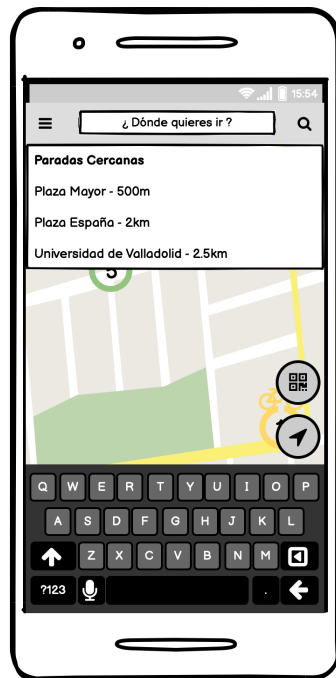 15:54
¿ Dónde quieres ir ?
Paradas Cercanas
Plaza Mayor - 500m
Plaza España - 2km
Universidad de Valladolid - 2.5km
5
Q W E R T Y U I O P
A S D F G H J K L
Z X C V B N M
?123 .